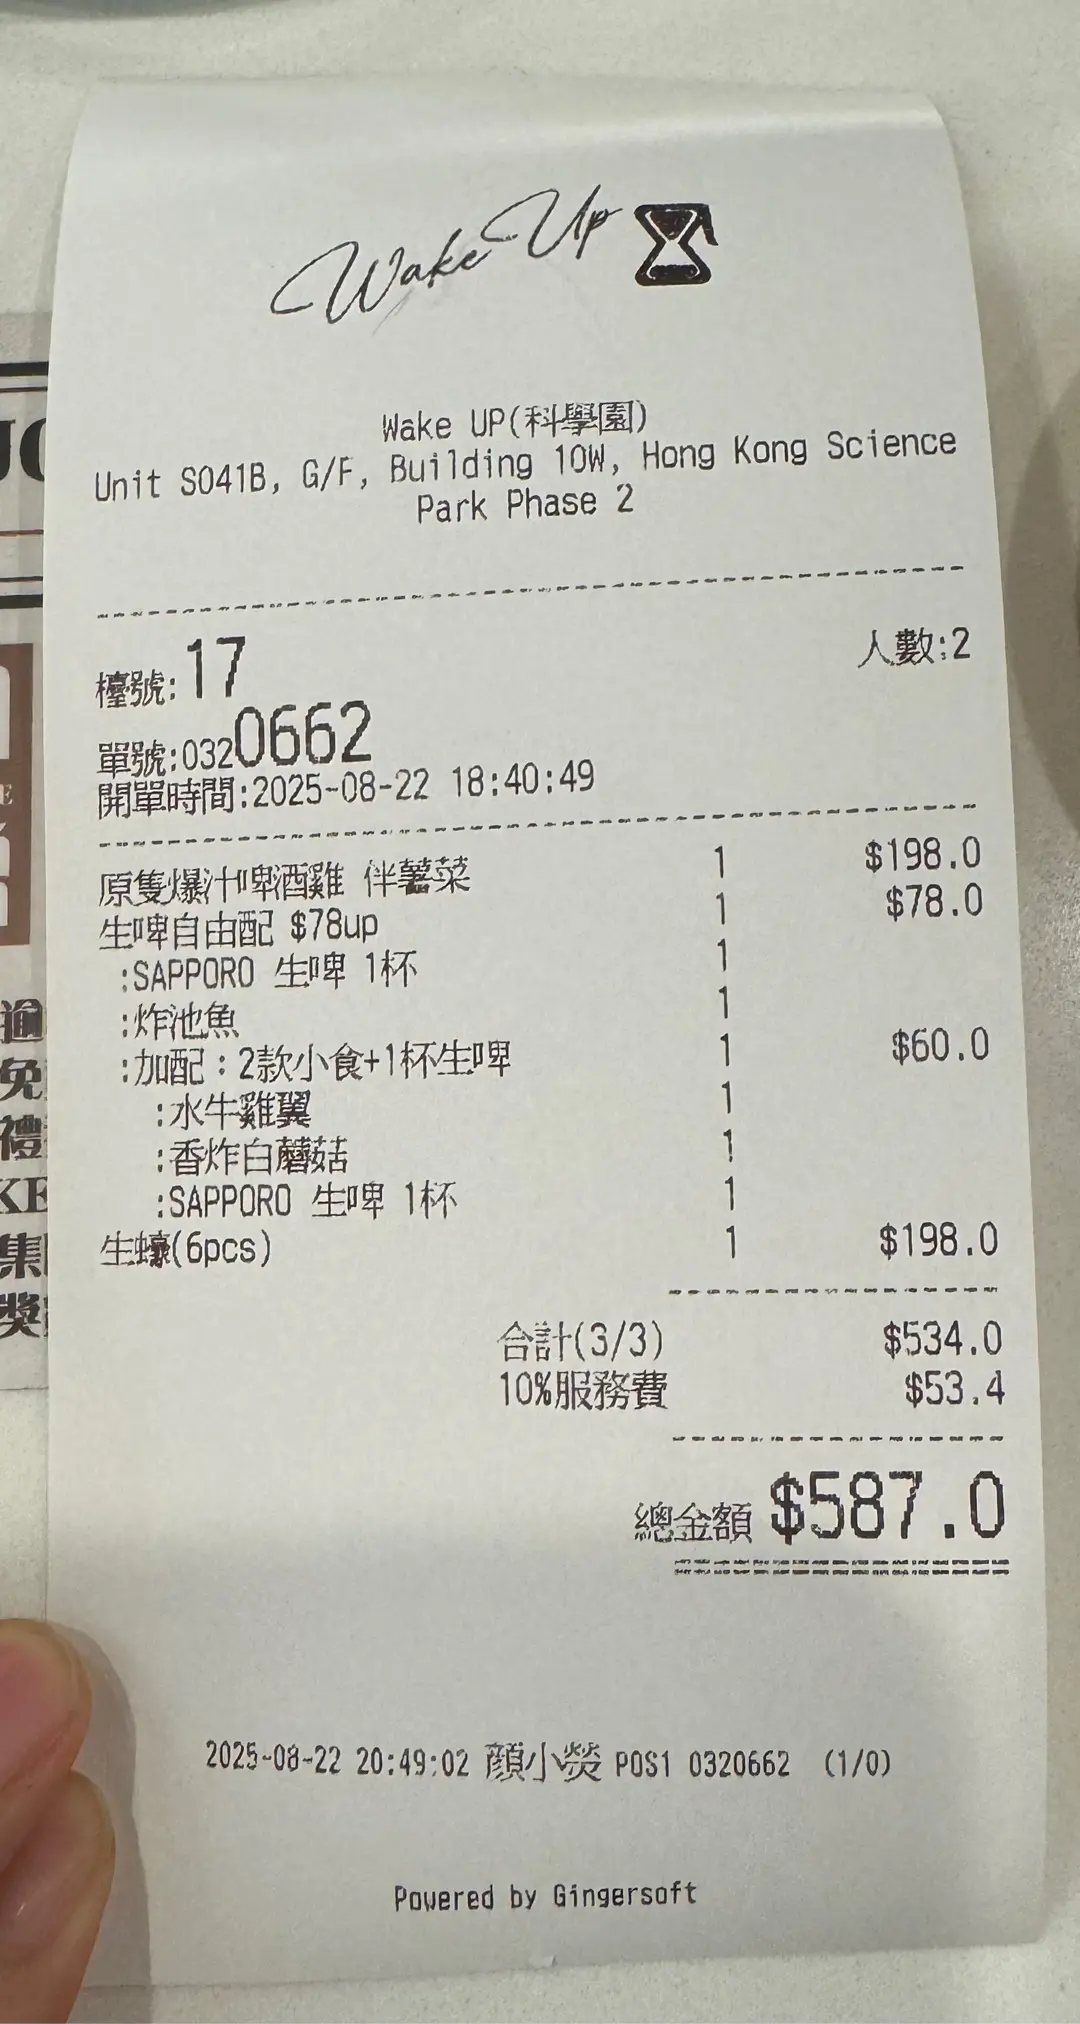 Wake Up
Wake UP(科學園)
Unit S041B, G/F, Building 10W, Hong Kong Science
Park Phase 2
檯號:17 人數:2
單號:0320662
開單時間:2025-08-22 18:40:49
原隻爆汁啤酒雞 伴薯菜 1 $198.0
生啤自由配 $78up 1 $78.0
:SAPPORO 生啤 1杯 1
:炸池魚 1
:加配：2款小食+1杯生啤 1 $60.0
:水牛雞翼 1
:香炸白蘑菇 1
:SAPPORO 生啤 1杯 1
生蠔(6pcs) 1 $198.0
合計(3/3) $534.0
10%服務費 $53.4
總金額 $587.0
2025-08-22 20:49:02 顏小熒 POS1 0320662 (1/0)
Powered by Gingersoft